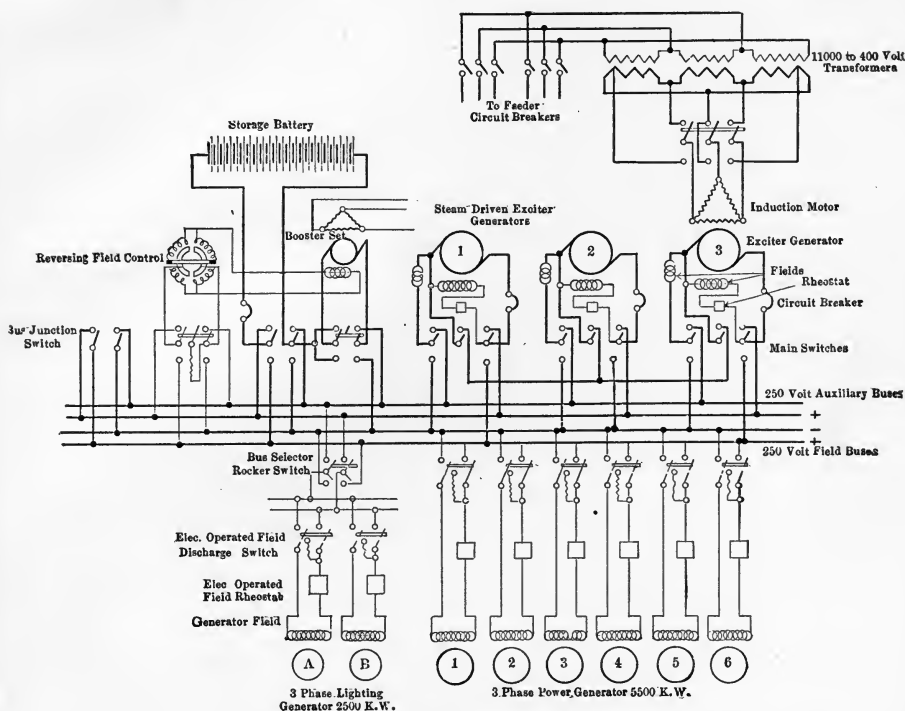 11000 to 400 Volt
Transformera
To Feeder
Circuit Breakers
Storage Battery
Induction Motor
Steam Driven Exciter
Generators
Booster Set
Reversing Field Control
1
2
3
Exciter Generator
Fields
Rheostat
Circuit Breaker
Bus Junction
Switch
Main Switches
250 Volt Auxiliary Buses
+
−
+
250 Volt Field Buses
Bus Selector
Rocker Switch
Elec. Operated Field
Discharge Switch
Elec Operated
Field Rheostat
Generator Field
A
B
1
2
3
4
5
6
3 Phase Lighting
Generator 2500 K.W.
3 Phase Power Generator 5500 K.W.